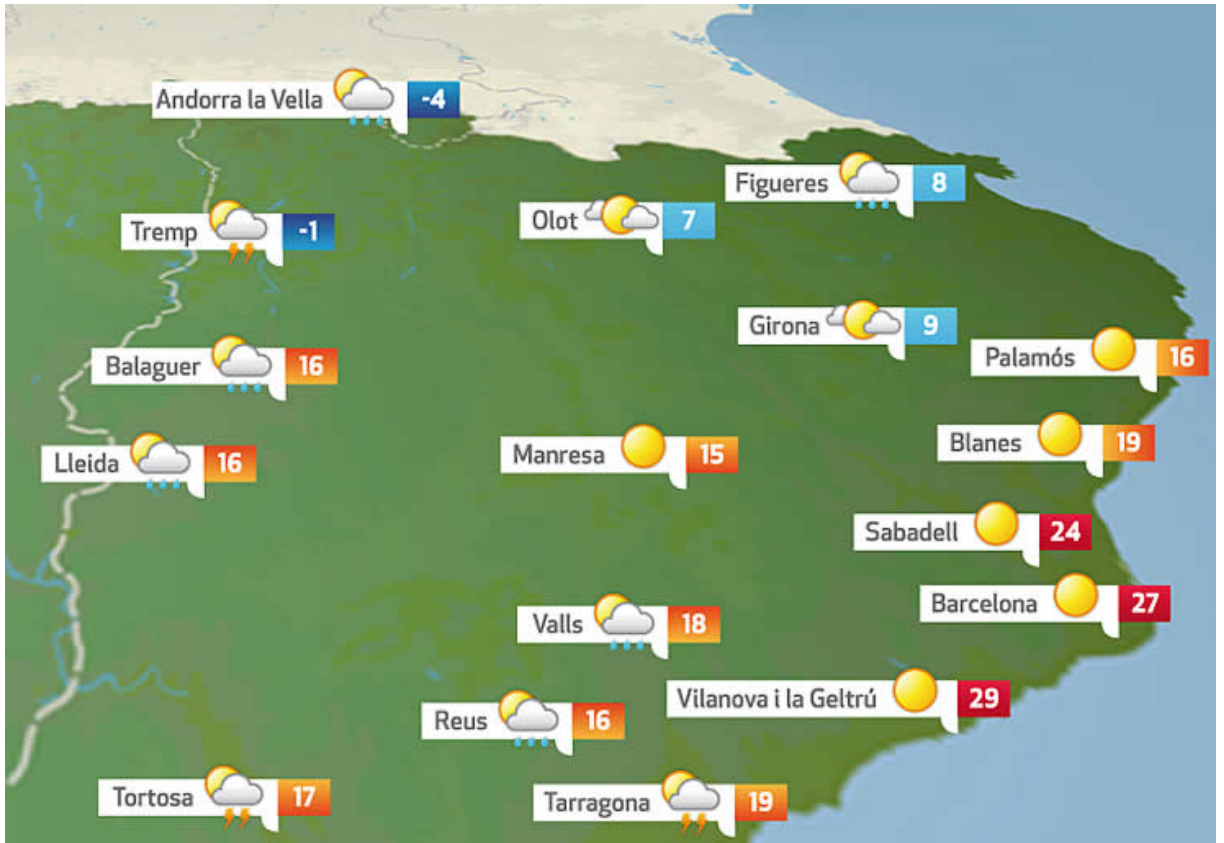 Andorra la Vella -4
Figueres 8
Tremp -1
Olot 7
Girona 9
Palamós 16
Balaguer 16
Blanes 19
Manresa 15
Lleida 16
Sabadell 24
Barcelona 27
Valls 18
Vilanova i la Geltrú 29
Reus 16
Tortosa 17
Tarragona 19